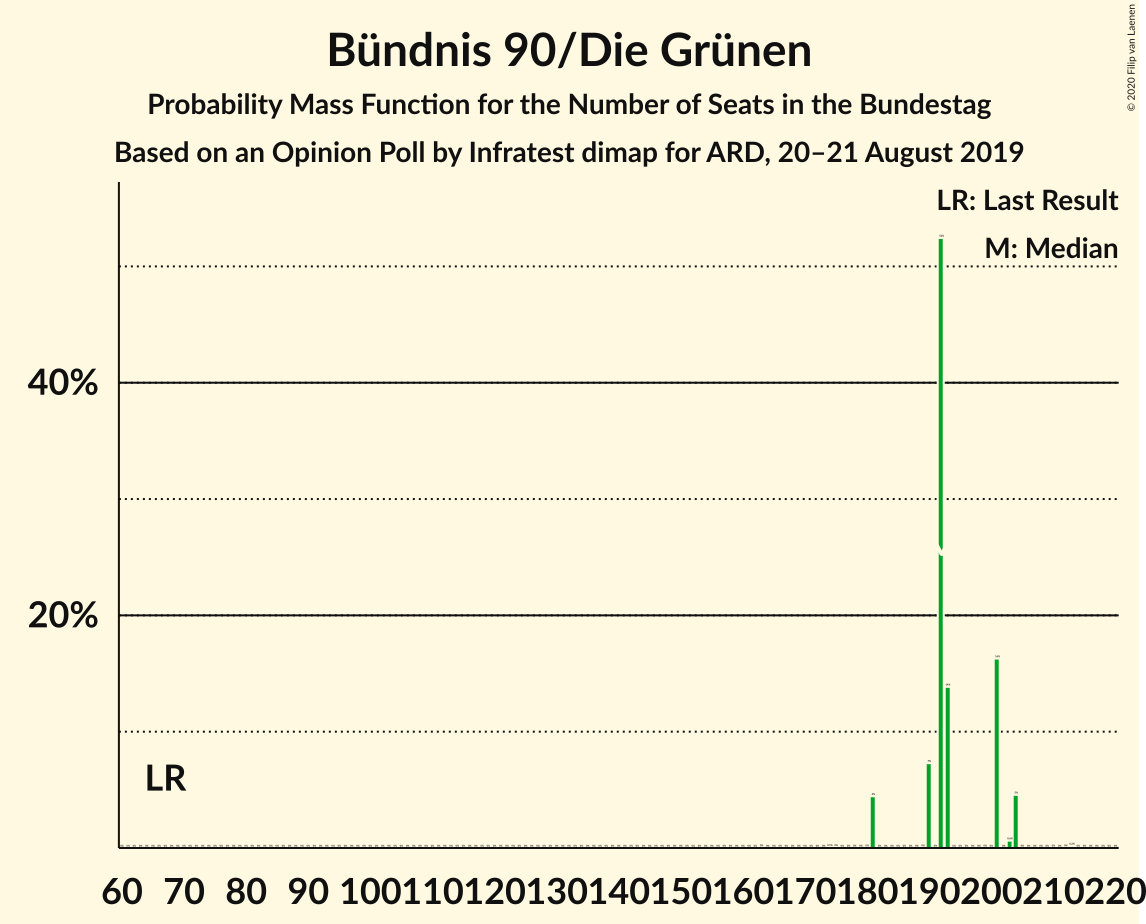 Bündnis 90/Die Grünen
Probability Mass Function for the Number of Seats in the Bundestag
Based on an Opinion Poll by Infratest dimap for ARD, 20–21 August 2019
© 2020 Filip van Laenen
LR: Last Result
M: Median
40%
20%
LR
60 70 80 90 100 110 120 130 140 150 160 170 180 190 200 210 220